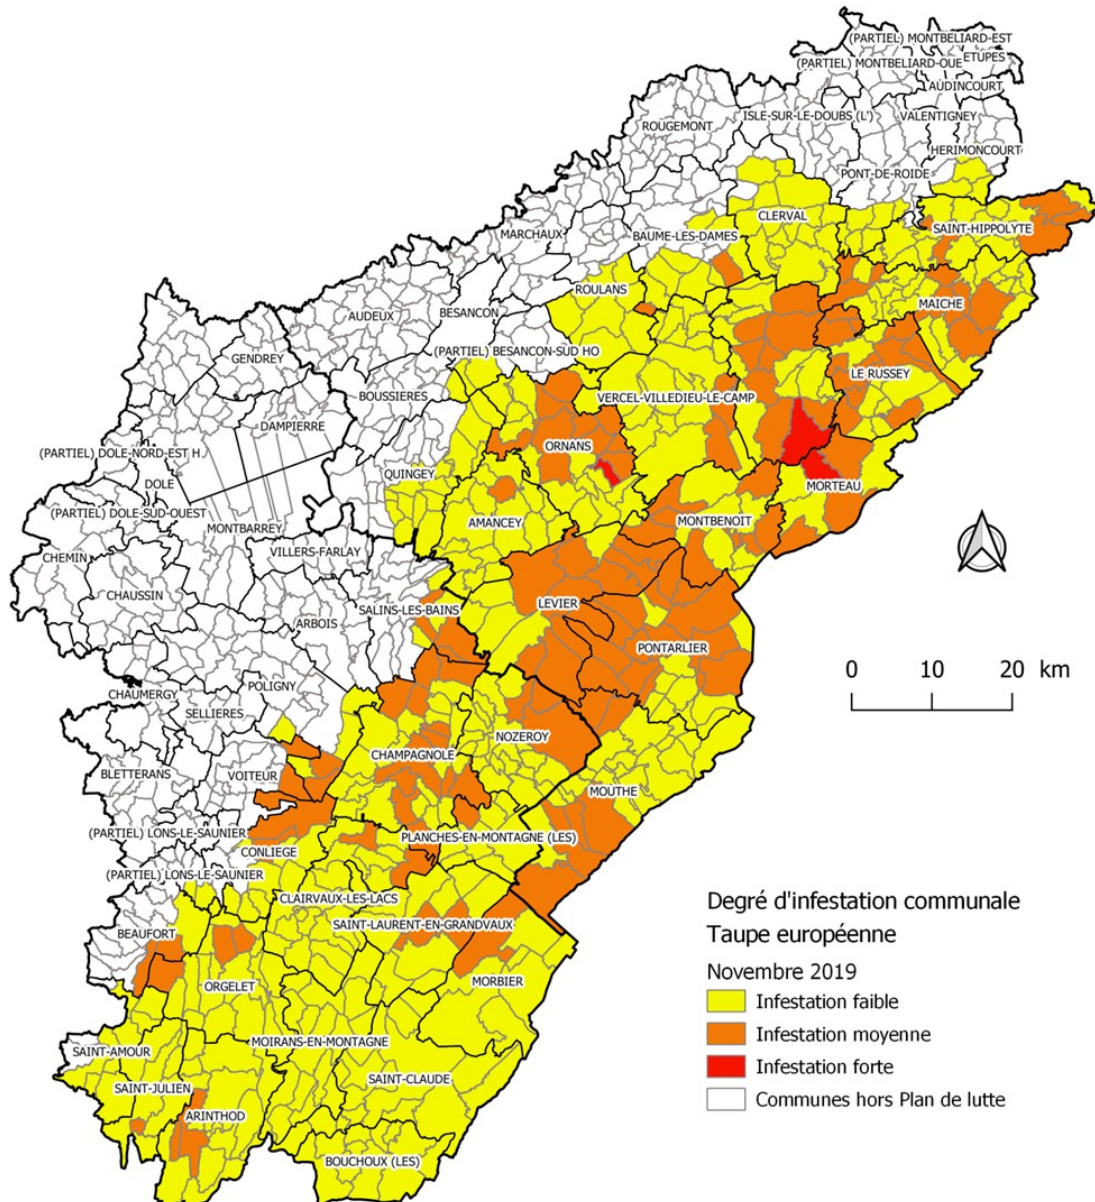 (PARTIEL) MONTBELIARD-EST
(PARTIEL) MONTBELIARD-OUE
ETUPES
AUDINCOURT
ISLE-SUR-LE-DOUBS (L')
VALENTIGNEY
ROUGEMONT
HERIMONCOURT
PONT-DE-ROIDE
CLERVAL
SAINT-HIPPOLYTE
MARCHAUX
BAUME-LES-DAMES
ROULANS
MAICHE
BESANCON
AUDEUX
(PARTIEL) BESANCON-SUD HO
GENDREY
LE RUSSEY
BOUSSIERES
VERCEL-VILLEDIEU-LE-CAMP
DAMPIERRE
ORNANS
(PARTIEL) DOLE-NORD-EST H
QUINGEY
DOLE
MORTEAU
(PARTIEL) DOLE-SUD-OUEST
AMANCEY
MONTBENOIT
MONTBARREY
VILLERS-FARLAY
CHEMIN
CHAUSSIN
LEVIER
SALINS-LES-BAINS
ARBOIS
PONTARLIER
0 10 20 km
POLIGNY
CHAUMERGY
SELLIERES
NOZEROY
CHAMPAGNOLE
BLETTERANS
VOITEUR
MOUTHE
(PARTIEL) LONS-LE-SAUNIER
PLANCHES-EN-MONTAGNE (LES)
CONLIEGE
(PARTIEL) LONS-LE-SAUNIER
CLAIRVAUX-LES-LACS
SAINT-LAURENT-EN-GRANDVAUX
BEAUFORT
MORBIER
ORGELET
MOIRANS-EN-MONTAGNE
SAINT-AMOUR
SAINT-CLAUDE
SAINT-JULIEN
ARINTHOD
BOUCHOUX (LES)
Degré d'infestation communale
Taupe européenne
Novembre 2019
Infestation faible
Infestation moyenne
Infestation forte
Communes hors Plan de lutte